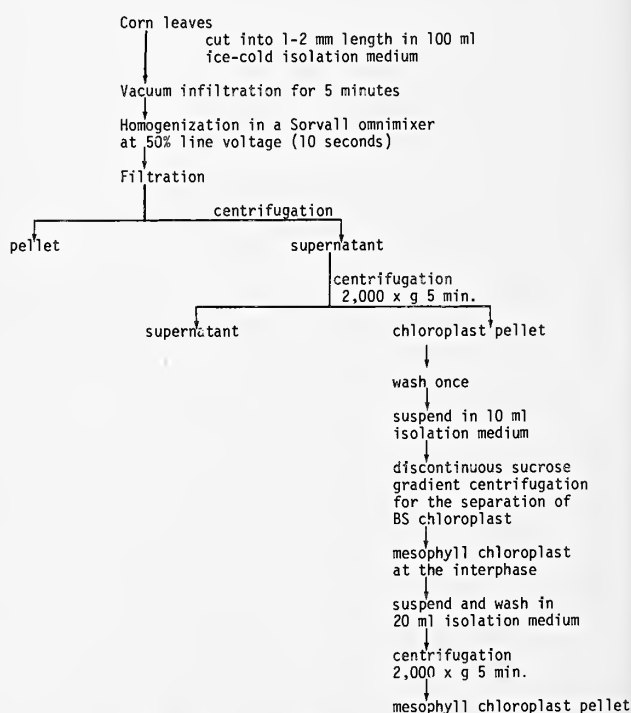 Corn leaves
cut into 1-2 mm length in 100 ml
ice-cold isolation medium
Vacuum infiltration for 5 minutes
Homogenization in a Sorvall omnimixer
at 50% line voltage (10 seconds)
Filtration
centrifugation
pellet
supernatant
centrifugation
2,000 x g 5 min.
supernatant
chloroplast pellet
wash once
suspend in 10 ml
isolation medium
discontinuous sucrose
gradient centrifugation
for the separation of
BS chloroplast
mesophyll chloroplast
at the interphase
suspend and wash in
20 ml isolation medium
centrifugation
2,000 x g 5 min.
mesophyll chloroplast pellet